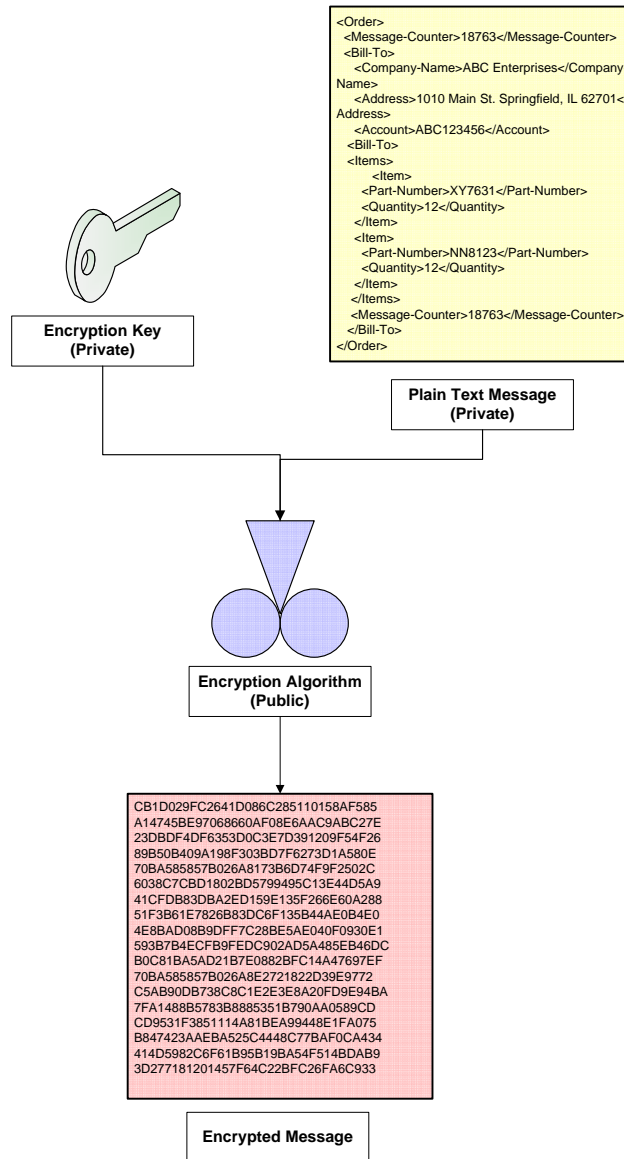 <Order>
<Message-Counter>18763</Message-Counter>
<Bill-To>
<Company-Name>ABC Enterprises</Company
Name>
<Address>1010 Main St. Springfield, IL 62701<
Address>
<Account>ABC123456</Account>
<Bill-To>
<Items>
<Item>
<Part-Number>XY7631</Part-Number>
<Quantity>12</Quantity>
</Item>
<Item>
<Part-Number>NN8123</Part-Number>
<Quantity>12</Quantity>
</Item>
</Items>
<Message-Counter>18763</Message-Counter>
</Bill-To>
</Order>
Encryption Key
(Private)
Plain Text Message
(Private)
Encryption Algorithm
(Public)
CB1D029FC2641D086C285110158AF585
A14745BE97068660AF08E6AAC9ABC27E
23DBDF4DF6353D0C3E7D391209F54F26
89B50B409A198F303BD7F6273D1A580E
70BA585857B026A8173B6D74F9F2502C
6038C7CBD1802BD5799495C13E44D5A9
41CFDB83DBA2ED159E135F266E60A288
51F3B61E7826B83DC6F135B44AE0B4E0
4E8BAD08B9DFF7C28BE5AE040F0930E1
593B7B4ECFB9FEDC902AD5A485EB46DC
B0C81BA5AD21B7E0882BFC14A47697EF
70BA585857B026A8E2721822D39E9772
C5AB90DB738C8C1E2E3E8A20FD9E94BA
7FA1488B5783B8885351B790AA0589CD
CD9531F3851114A81BEA99448E1FA075
B847423AAEBA525C4448C77BAF0CA434
414D5982C6F61B95B19BA54F514BDAB9
3D277181201457F64C22BFC26FA6C933
Encrypted Message